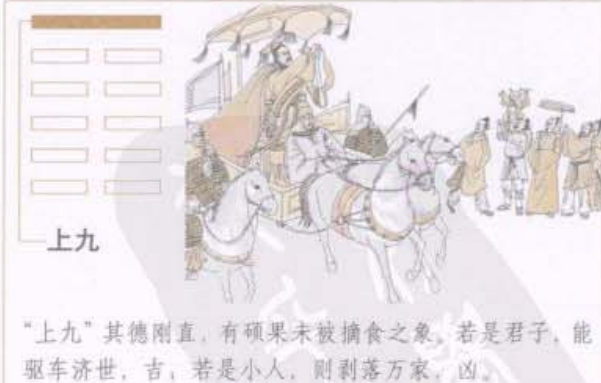 上九
“上九”其德刚直，有硕果未被摘食之象。若是君子，能
驱车济世，吉；若是小人，则剥落万家，凶。